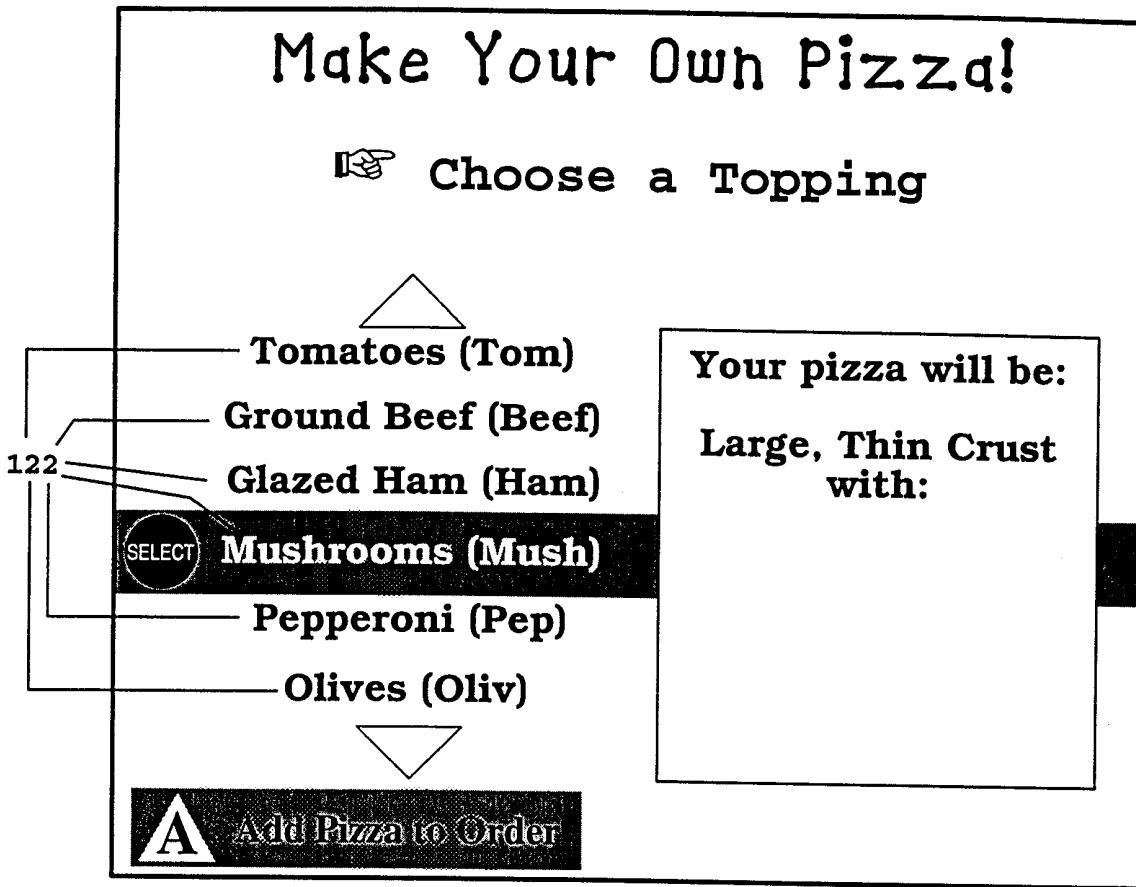 Make Your Own Pizza!
☞ Choose a Topping
Tomatoes (Tom)
Ground Beef (Beef)
122
Glazed Ham (Ham)
SELECT Mushrooms (Mush)
Pepperoni (Pep)
Olives (Oliv)
Your pizza will be:
Large, Thin Crust
with:
A Add Pizza to Order